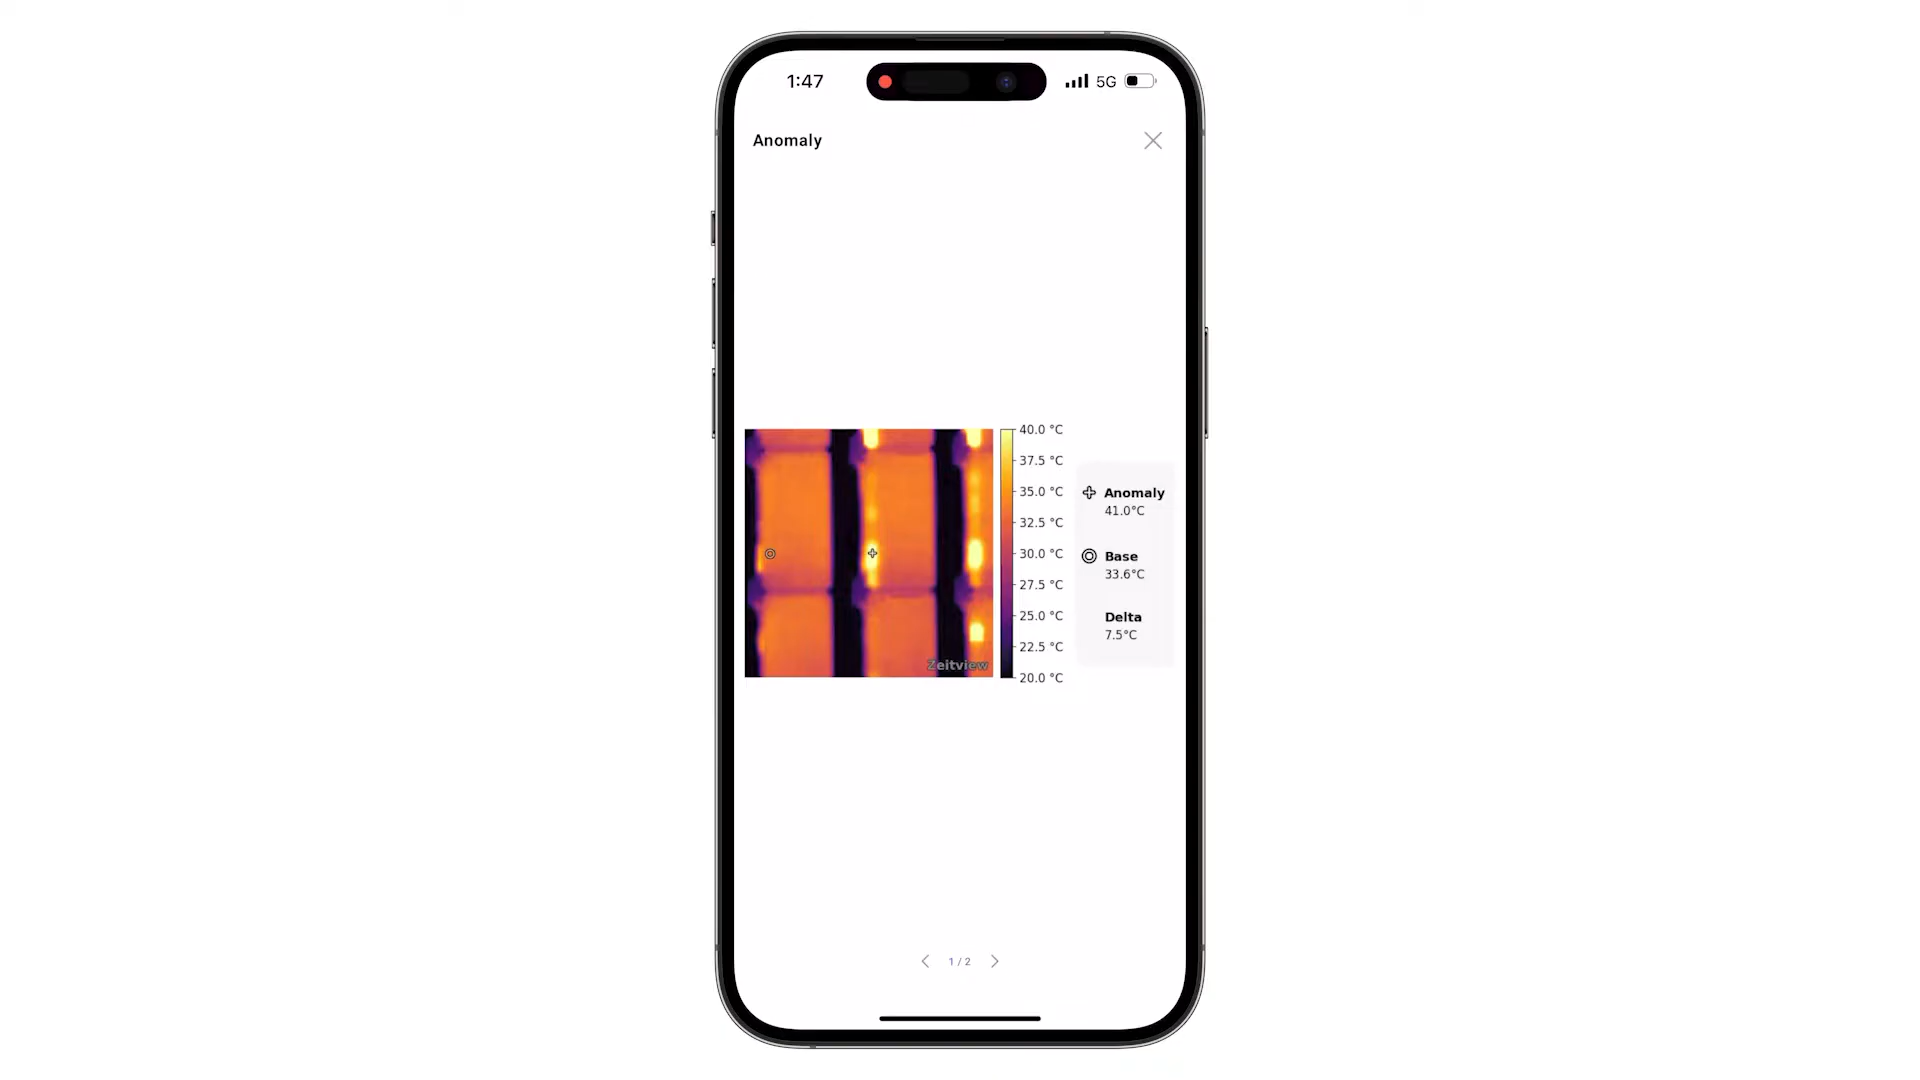 1:47
5G
Anomaly
40.0 °C
37.5 °C
35.0 °C
32.5 °C
30.0 °C
27.5 °C
25.0 °C
22.5 °C
20.0 °C
Zeitview
Anomaly
41.0°C
Base
33.6°C
Delta
7.5°C
1 / 2